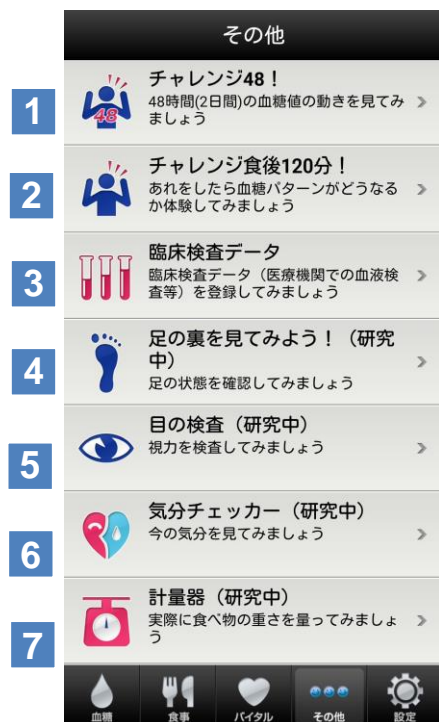 その他
1
チャレンジ48！
48時間(2日間)の血糖値の動きを見てみ
ましょう
48
2
チャレンジ食後120分！
あれをしたら血糖パターンがどうなる
か体験してみましょう
3
臨床検査データ
臨床検査データ（医療機関での血液検
査等）を登録してみましょう
4
足の裏を見てみよう！（研究
中）
足の状態を確認してみましょう
5
目の検査（研究中）
視力を検査してみましょう
6
気分チェッカー（研究中）
今の気分を見てみましょう
7
計量器（研究中）
実際に食べ物の重さを量ってみましょ
う
血糖 食事 バイタル その他 設定